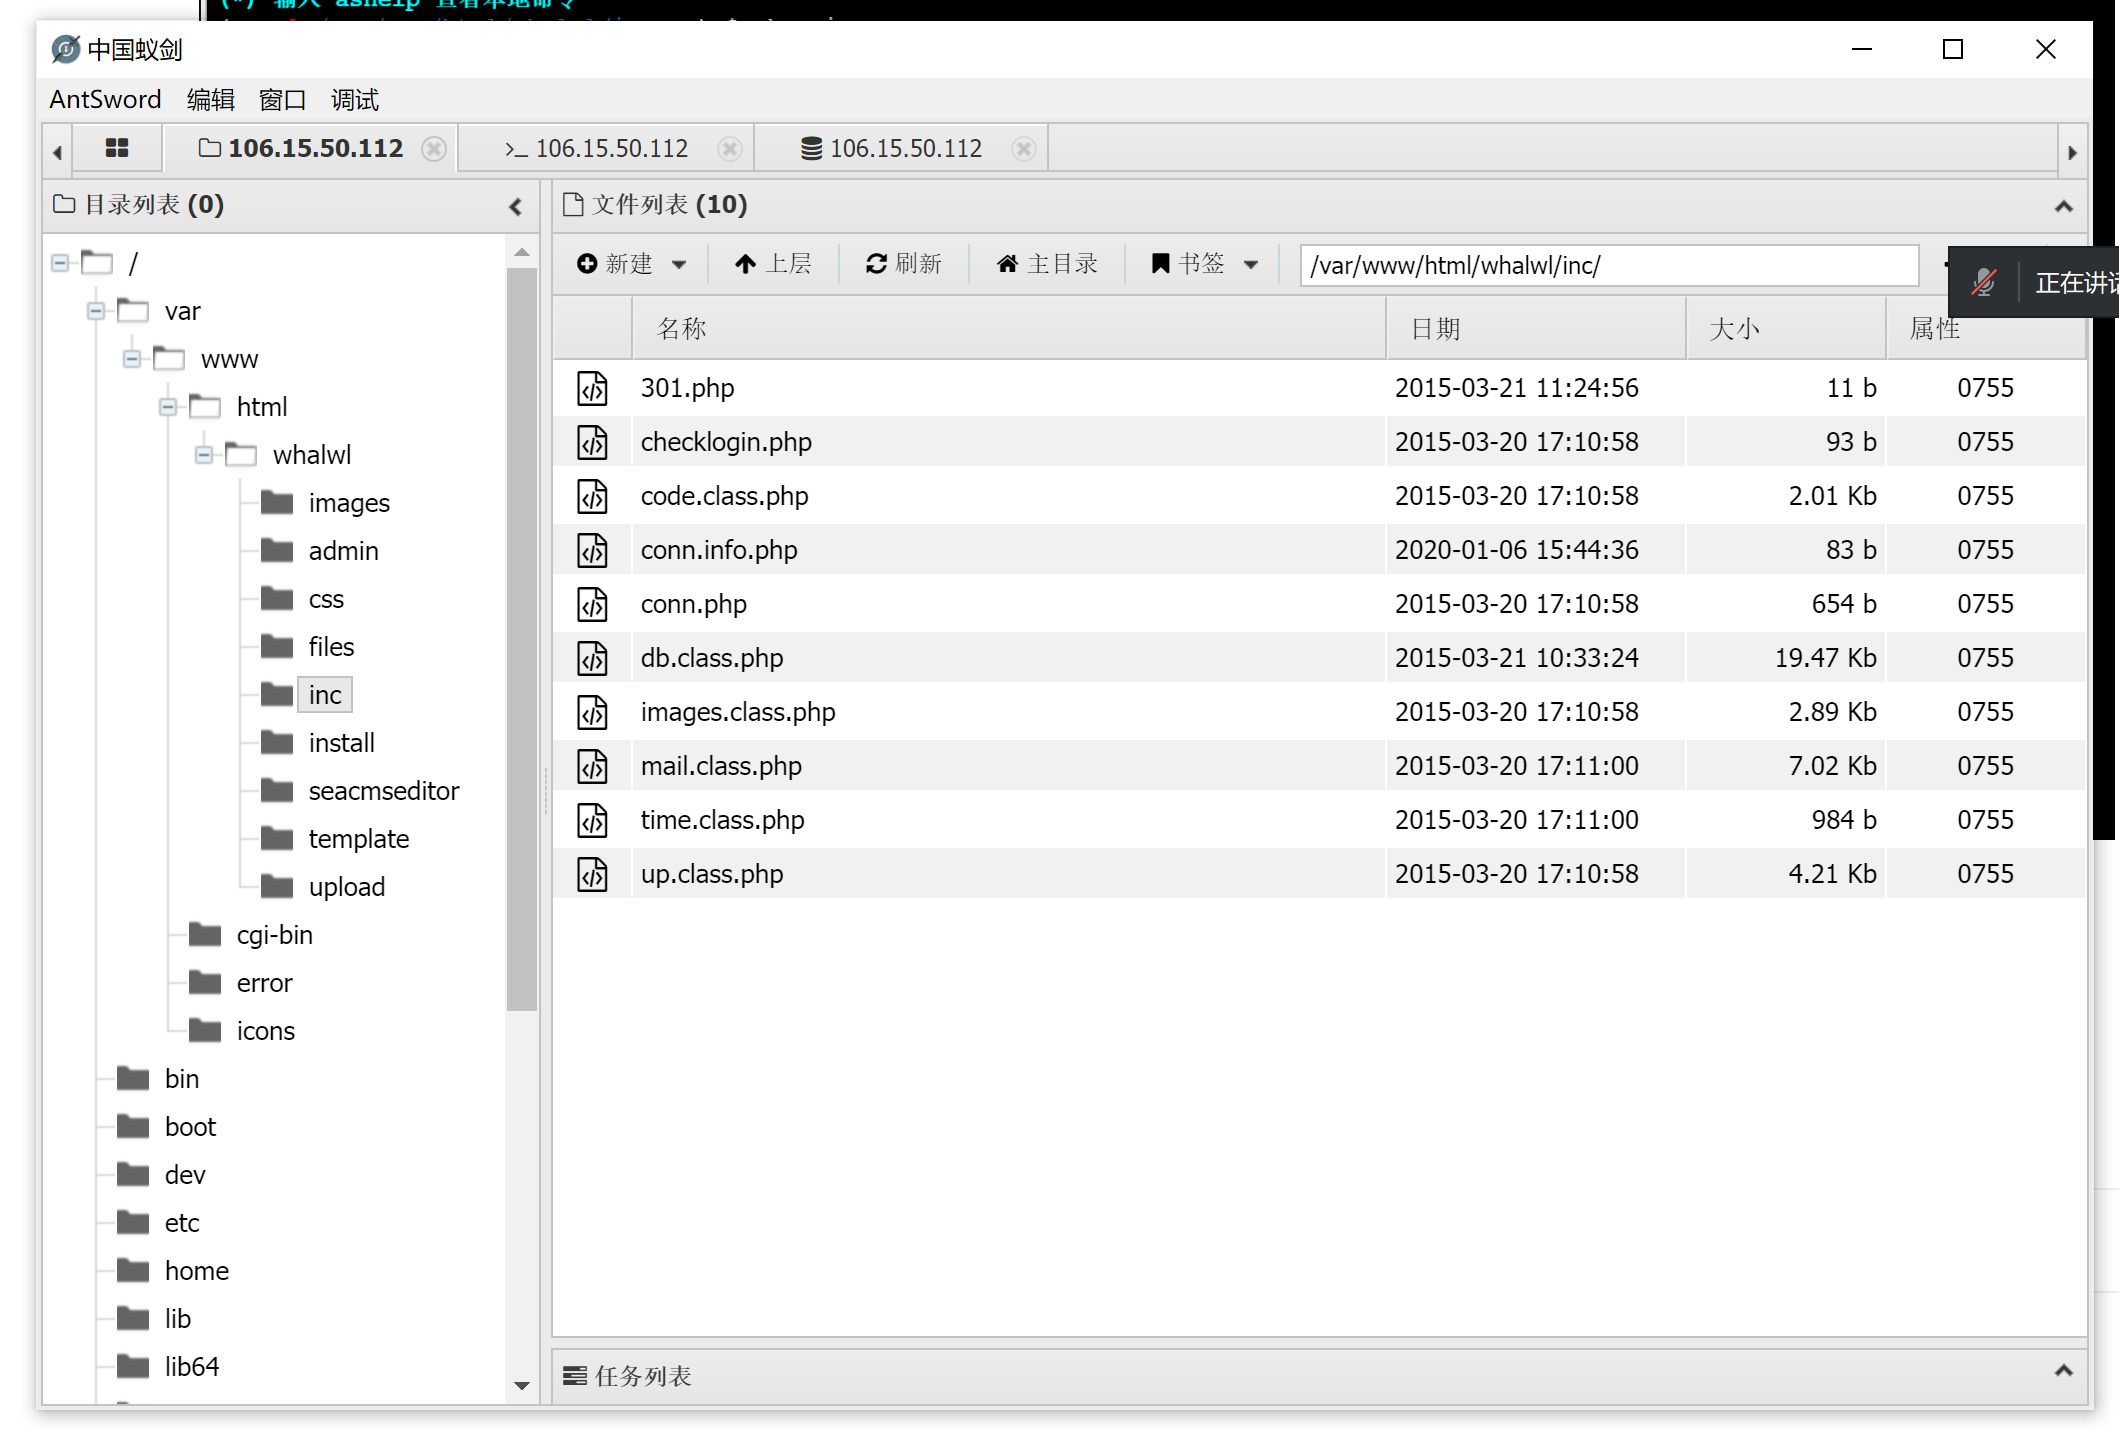 (*) 输入 ashelp 查看本地命令
中国蚁剑
AntSword 编辑 窗口 调试
106.15.50.112 >_ 106.15.50.112 106.15.50.112
目录列表 (0)
/
var
www
html
whalwl
images
admin
css
files
inc
install
seacmseditor
template
upload
cgi-bin
error
icons
bin
boot
dev
etc
home
lib
lib64
文件列表 (10)
新建 上层 刷新 主目录 书签 /var/www/html/whalwl/inc/
正在讲话
名称 日期 大小 属性
301.php 2015-03-21 11:24:56 11 b 0755
checklogin.php 2015-03-20 17:10:58 93 b 0755
code.class.php 2015-03-20 17:10:58 2.01 Kb 0755
conn.info.php 2020-01-06 15:44:36 83 b 0755
conn.php 2015-03-20 17:10:58 654 b 0755
db.class.php 2015-03-21 10:33:24 19.47 Kb 0755
images.class.php 2015-03-20 17:10:58 2.89 Kb 0755
mail.class.php 2015-03-20 17:11:00 7.02 Kb 0755
time.class.php 2015-03-20 17:11:00 984 b 0755
up.class.php 2015-03-20 17:10:58 4.21 Kb 0755
任务列表